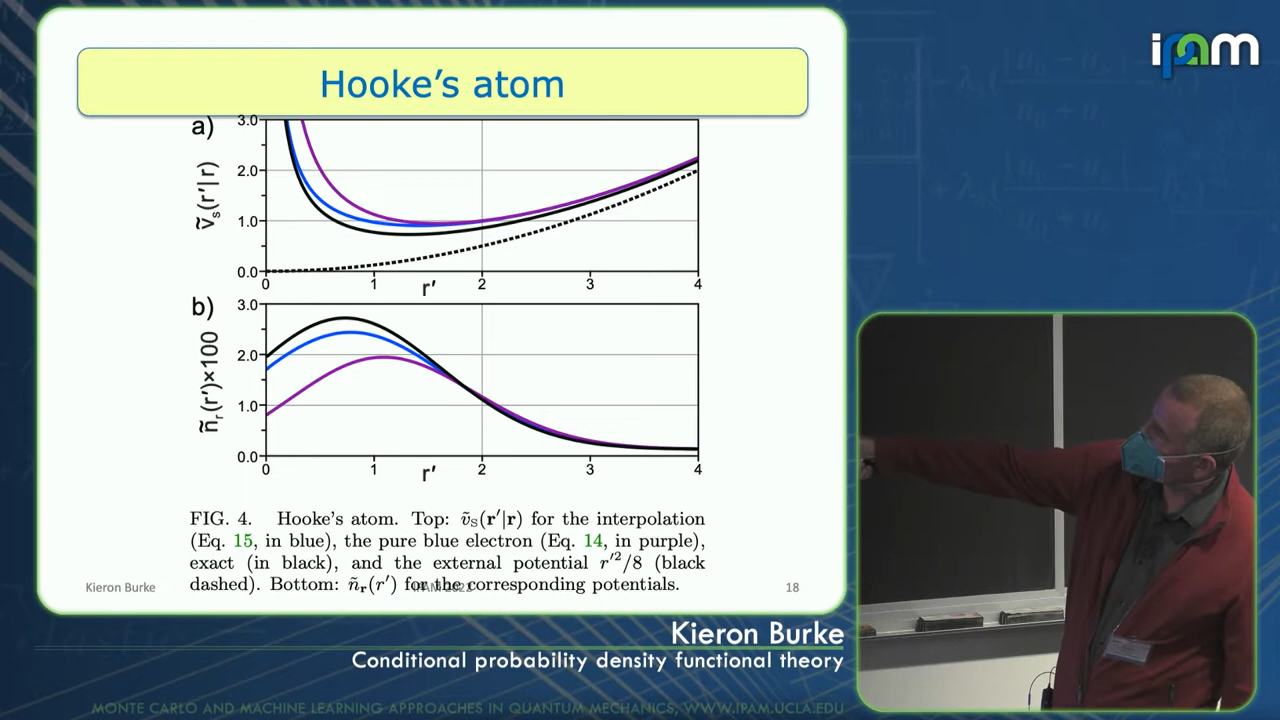 ipam
Hooke's atom
a)
3.0
2.0
1.0
0.0
ṽₛ(r'|r)
0 1 2 3 4
r'
b)
3.0
2.0
1.0
0.0
ñᵣ(r')×100
0 1 2 3 4
r'
FIG. 4. Hooke's atom. Top: ṽₛ(r'|r) for the interpolation
(Eq. 15, in blue), the pure blue electron (Eq. 14, in purple),
exact (in black), and the external potential r'²/8 (black
dashed). Bottom: ñᵣ(r') for the corresponding potentials.
Kieron Burke
18
Kieron Burke
Conditional probability density functional theory
MONTE CARLO AND MACHINE LEARNING APPROACHES IN QUANTUM MECHANICS, WWW.IPAM.UCLA.EDU